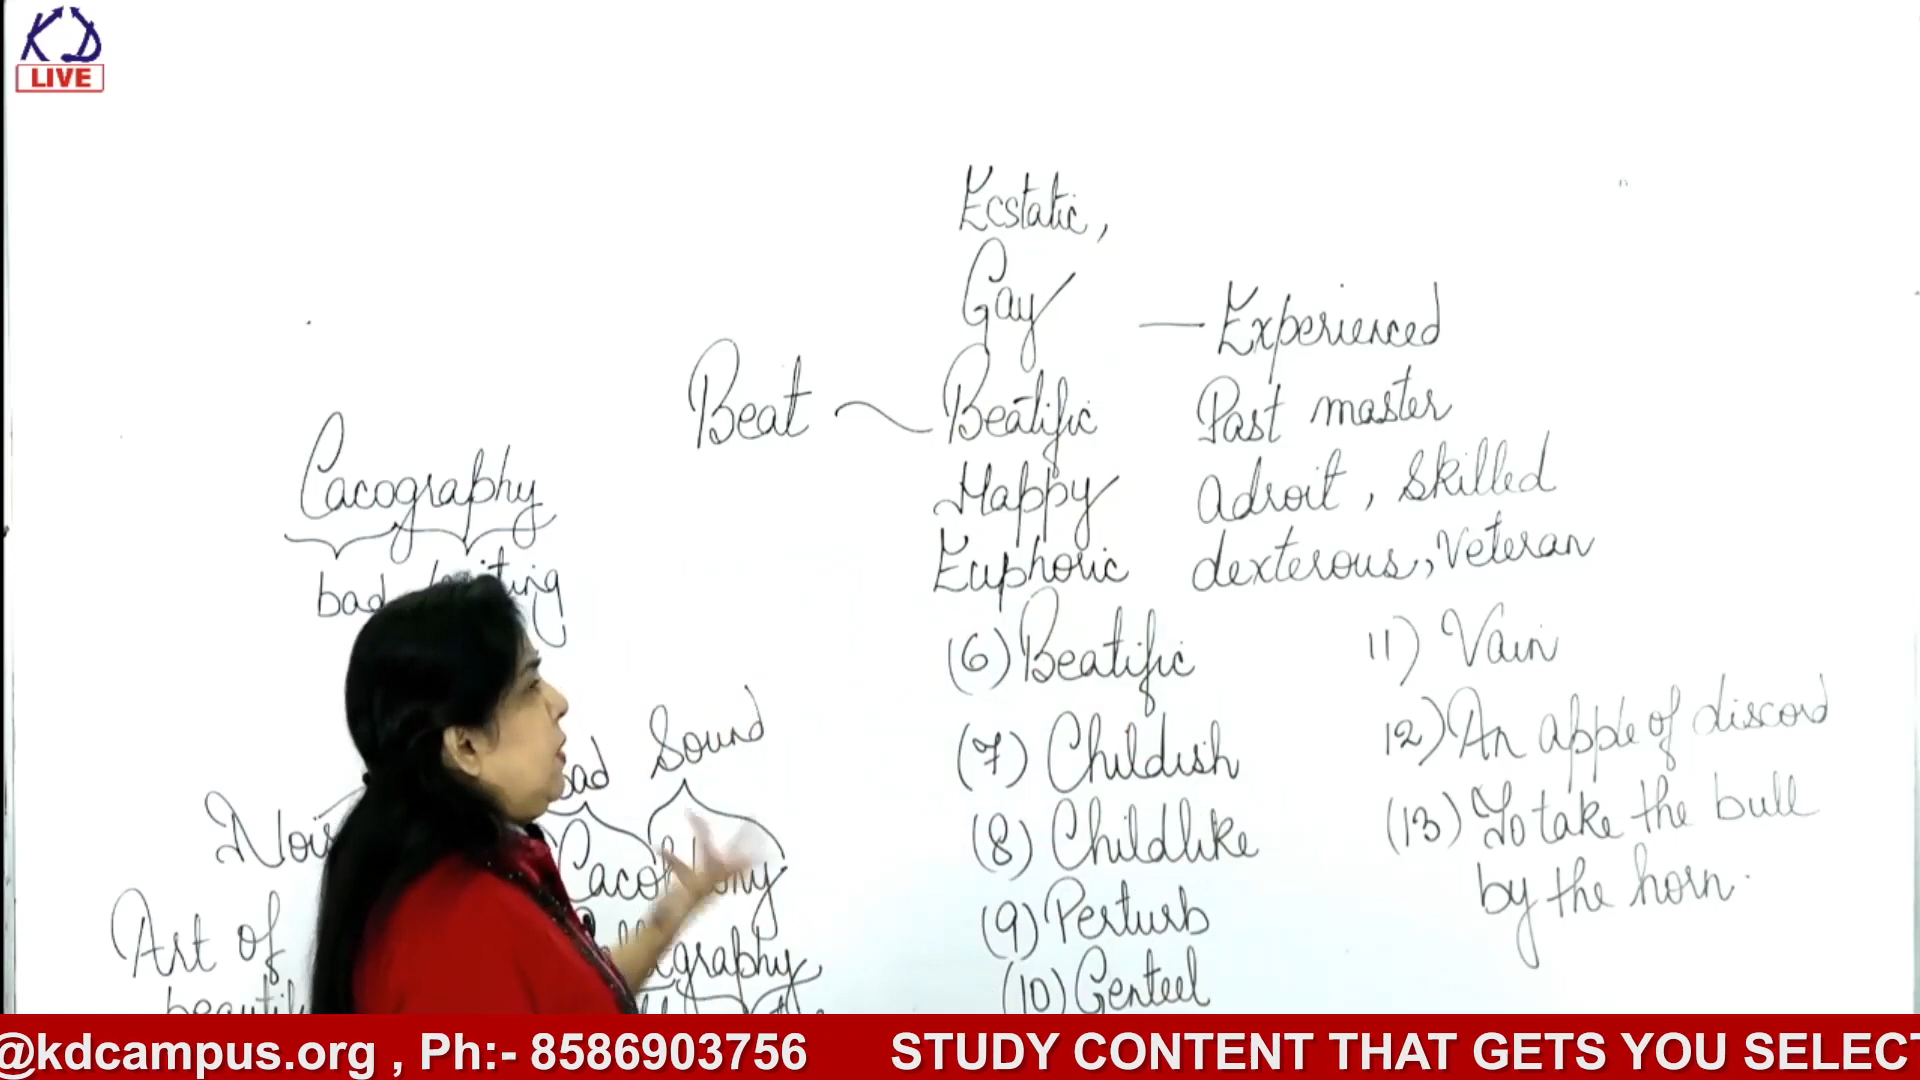 KD
LIVE
Ecstatic,
Gay
— Experienced
Beat ~ Beatific
Past master
Cacography
Happy
adroit, skilled
Euphoric
dexterous, Veteran
bad
(6) Beatific
11) Vain
Sound
(7) Childish
12) An apple of discord
(8) Childlike
(13) To take the bull
by the horn.
(9) Perturb
Art of
(10) Genteel
@kdcampus.org , Ph:- 8586903756 STUDY CONTENT THAT GETS YOU SELECT